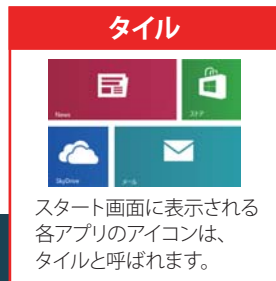 タイル
News
ストア
SkyDrive
メール
スタート画面に表示される
各アプリのアイコンは、
タイルと呼ばれます。